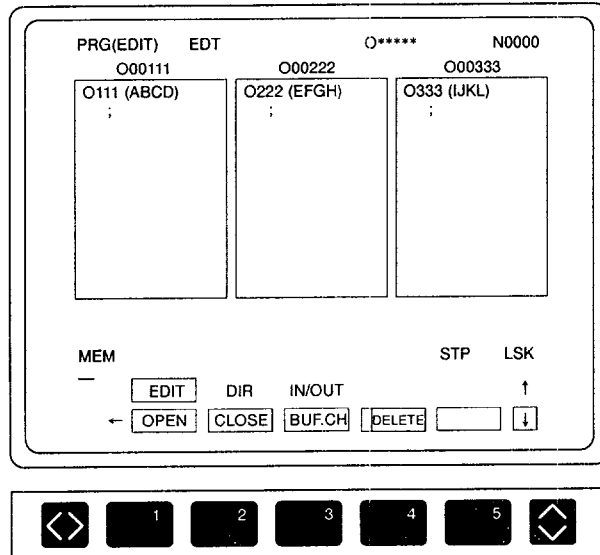 PRG(EDIT) EDT O***** N0000
O00111 O00222 O00333
O111 (ABCD) O222 (EFGH) O333 (IJKL)
; ; ;
MEM STP LSK
EDIT DIR IN/OUT ↑
← OPEN CLOSE BUF.CH DELETE ↓
1 2 3 4 5